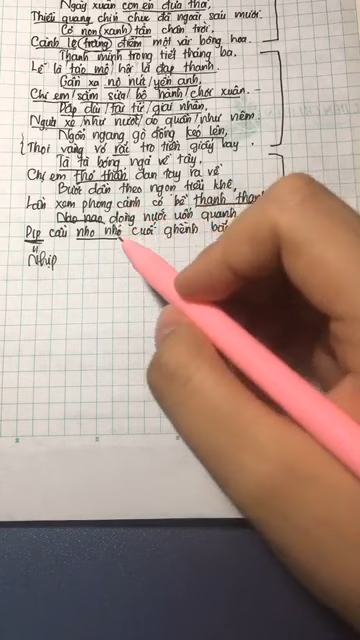 Ngày xuân con én đưa thoi,
Thiều quang chín chục đã ngoài sáu mươi.
Cỏ non (xanh) tận chân trời.
Cành lê (trắng) điểm một vài bông hoa.
Thanh minh trong tiết tháng ba.
Lễ là tảo mộ, hội là đạp thanh.
Gần xa nô nức / yến anh,
Chị em / sắm sửa / bộ hành / chơi xuân.
Dập dìu / tài tử / giai nhân,
Ngựa xe / như nước / áo quần / như nêm.
Ngổn ngang gò đống kéo lên,
Thoi vàng vó rắc tro tiền giấy bay.
Tà tà bóng ngả về tây,
Chị em thơ thẩn dan tay ra về
Bước dần theo ngọn tiểu khê,
Lần xem phong cảnh có bề thanh thanh
Nao nao dòng nước uốn quanh
Dịp cầu nho nhỏ cuối ghềnh bắc
Nhịp